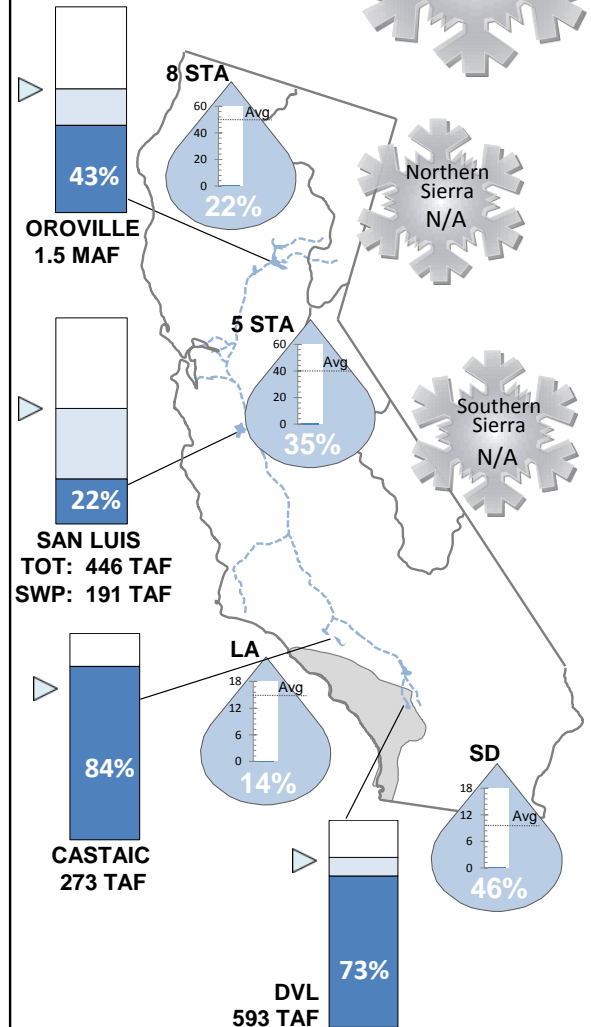 8 STA
60
Avg
40
20
0
22%
43%
OROVILLE
1.5 MAF
Northern
Sierra
N/A
5 STA
60
Avg
40
20
0
35%
Southern
Sierra
N/A
22%
SAN LUIS
TOT: 446 TAF
SWP: 191 TAF
LA
18
Avg
12
6
0
14%
84%
CASTAIC
273 TAF
SD
18
Avg
12
6
0
46%
73%
DVL
593 TAF